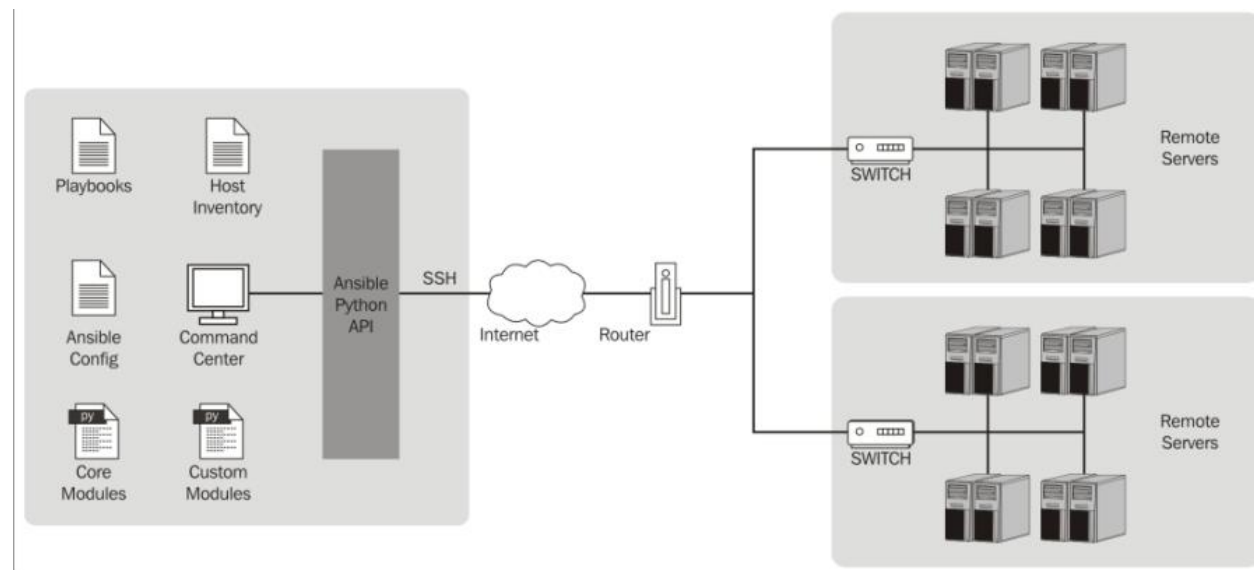 Playbooks
Host
Inventory
Ansible
Config
Command
Center
py
Core
Modules
py
Custom
Modules
Ansible
Python
API
SSH
Internet
Router
SWITCH
Remote
Servers
SWITCH
Remote
Servers